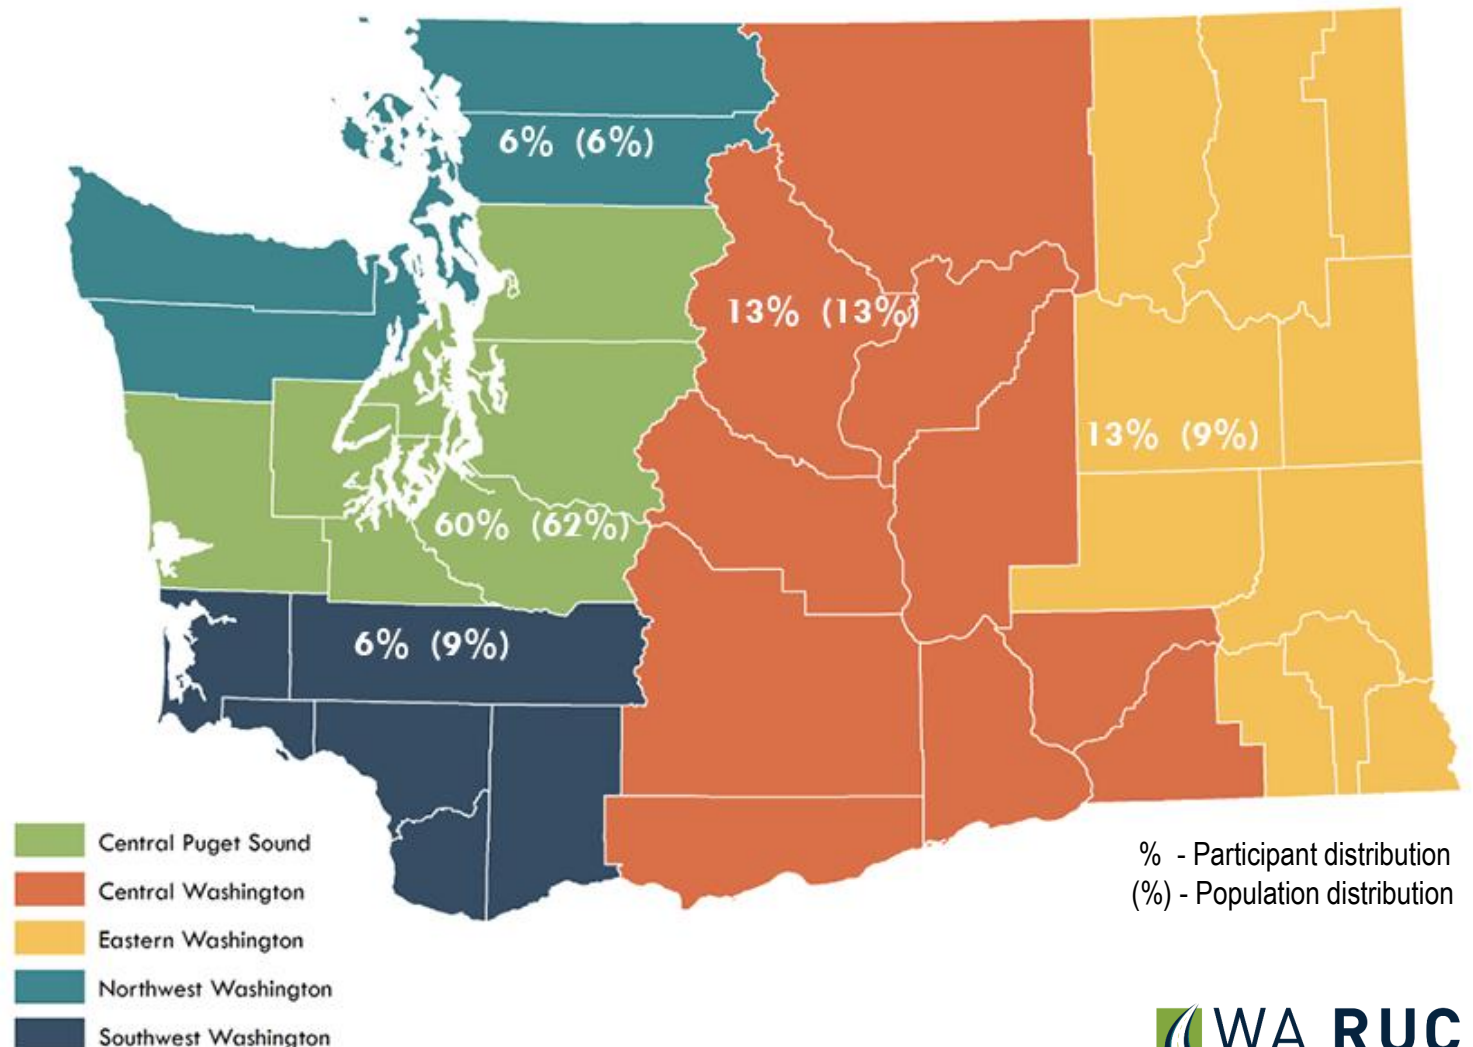 6% (6%)
13% (13%)
13% (9%)
60% (62%)
6% (9%)
Central Puget Sound
Central Washington
Eastern Washington
Northwest Washington
Southwest Washington
% - Participant distribution
(%) - Population distribution
WA RUC